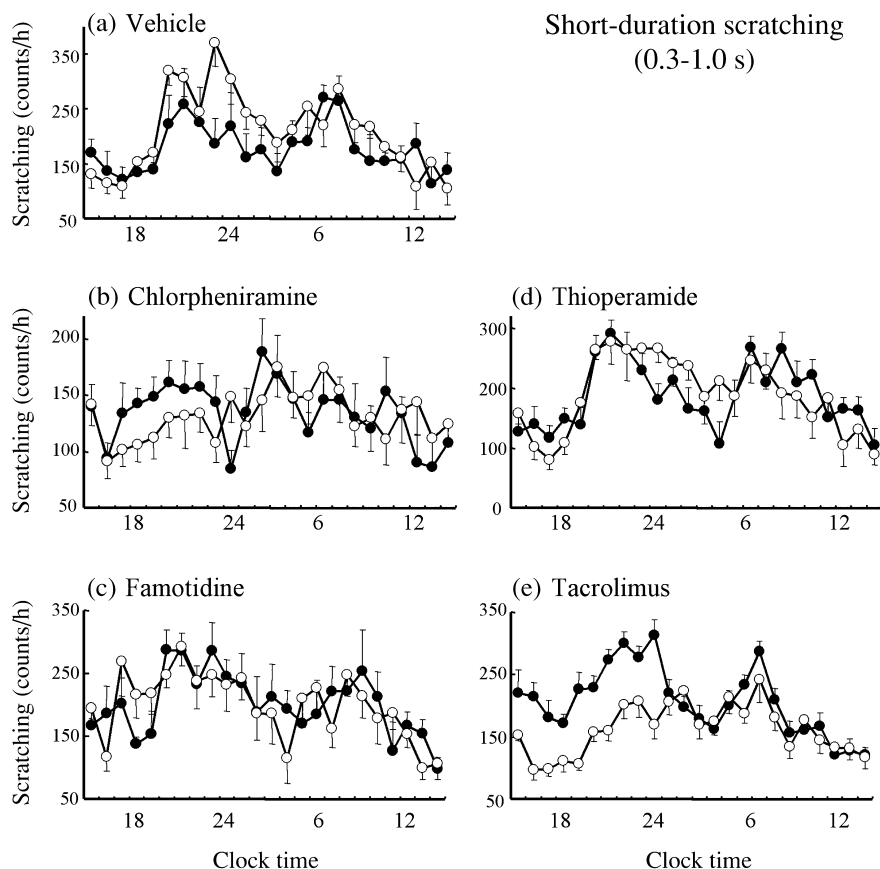 (a) Vehicle
Short-duration scratching
(0.3-1.0 s)
Scratching (counts/h)
350
250
150
50
18 24 6 12
(b) Chlorpheniramine
Scratching (counts/h)
200
150
100
50
18 24 6 12
(d) Thioperamide
300
200
100
0
18 24 6 12
(c) Famotidine
Scratching (counts/h)
350
250
150
50
18 24 6 12
Clock time
(e) Tacrolimus
350
250
150
50
18 24 6 12
Clock time